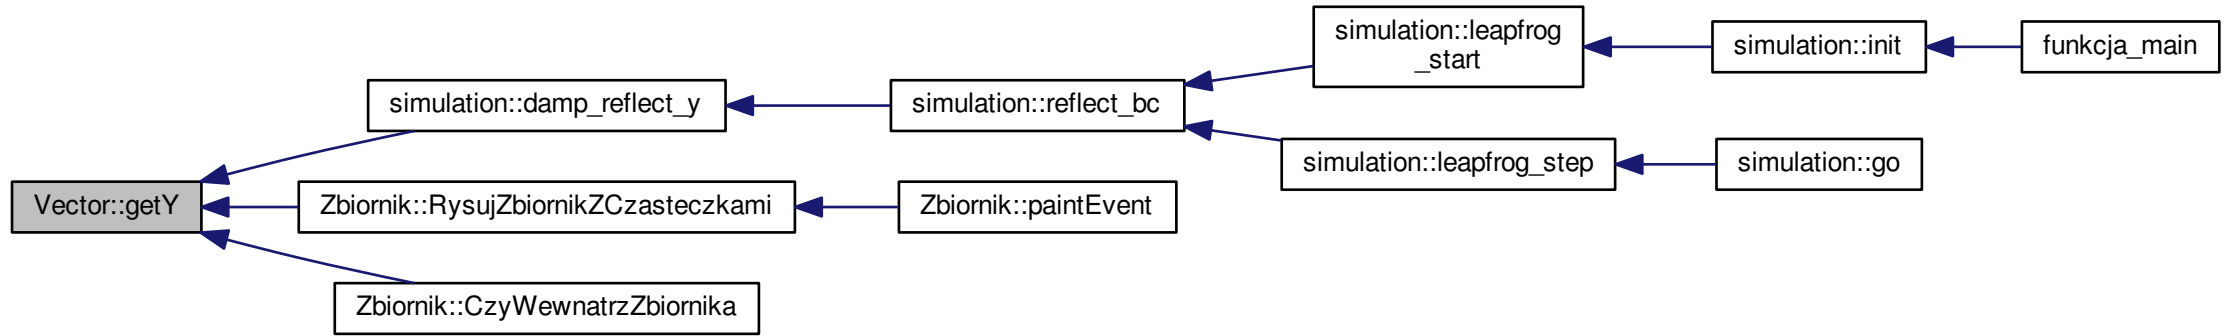 simulation::leapfrog
_start
simulation::init
funkcja_main
simulation::damp_reflect_y
simulation::reflect_bc
simulation::leapfrog_step
simulation::go
Vector::getY
Zbiornik::RysujZbiornikZCzasteczkami
Zbiornik::paintEvent
Zbiornik::CzyWewnatrzZbiornika